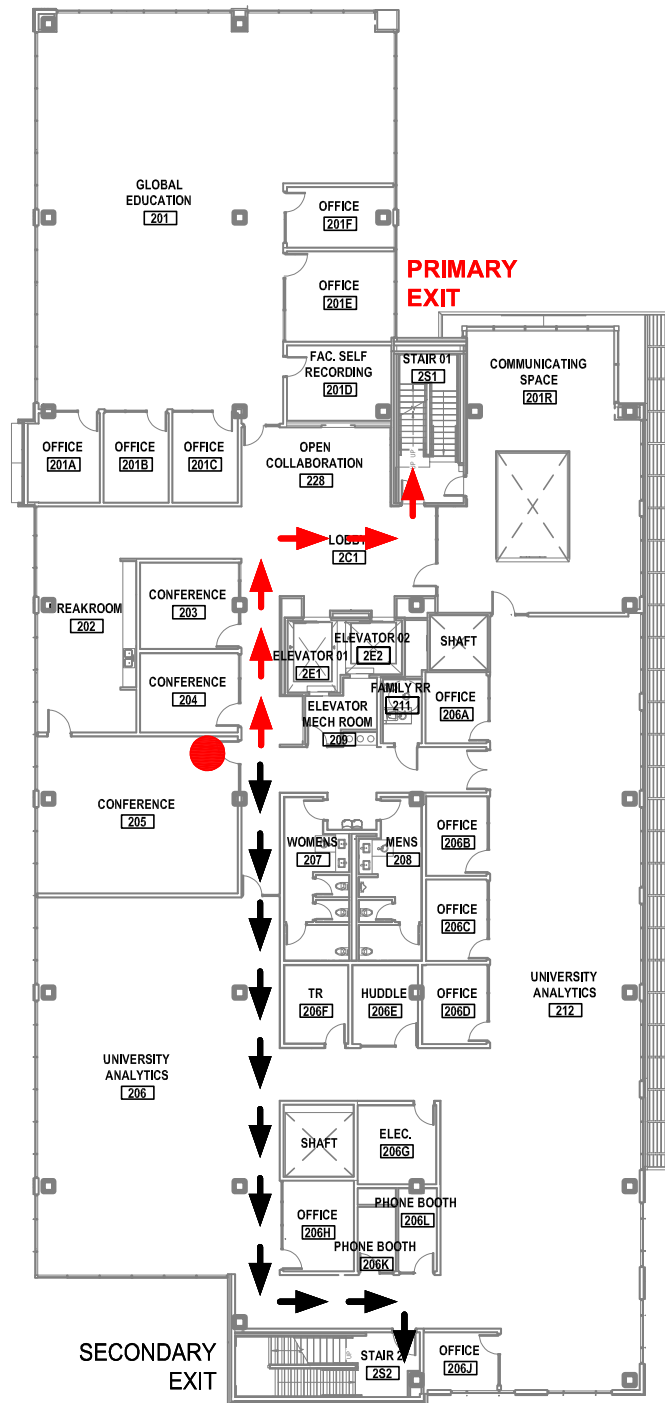 GLOBAL
EDUCATION
201
OFFICE
201F
PRIMARY
EXIT
OFFICE
201E
FAC. SELF
RECORDING
201D
STAIR 01
2S1
COMMUNICATING
SPACE
201R
OFFICE
201A
OFFICE
201B
OFFICE
201C
OPEN
COLLABORATION
228
UP
UP
LOBBY
2C1
CONFERENCE
203
REAKROOM
202
ELEVATOR 01
2E1
ELEVATOR 02
2E2
SHAFT
CONFERENCE
204
FAMILY RR
211
OFFICE
206A
ELEVATOR
MECH ROOM
209
CONFERENCE
205
WOMENS
207
MENS
208
OFFICE
206B
OFFICE
206C
TR
206F
HUDDLE
206E
OFFICE
206D
UNIVERSITY
ANALYTICS
212
UNIVERSITY
ANALYTICS
206
SHAFT
ELEC.
206G
OFFICE
206H
PHONE BOOTH
206L
PHONE BOOTH
206K
SECONDARY
EXIT
STAIR 2
2S2
OFFICE
206J